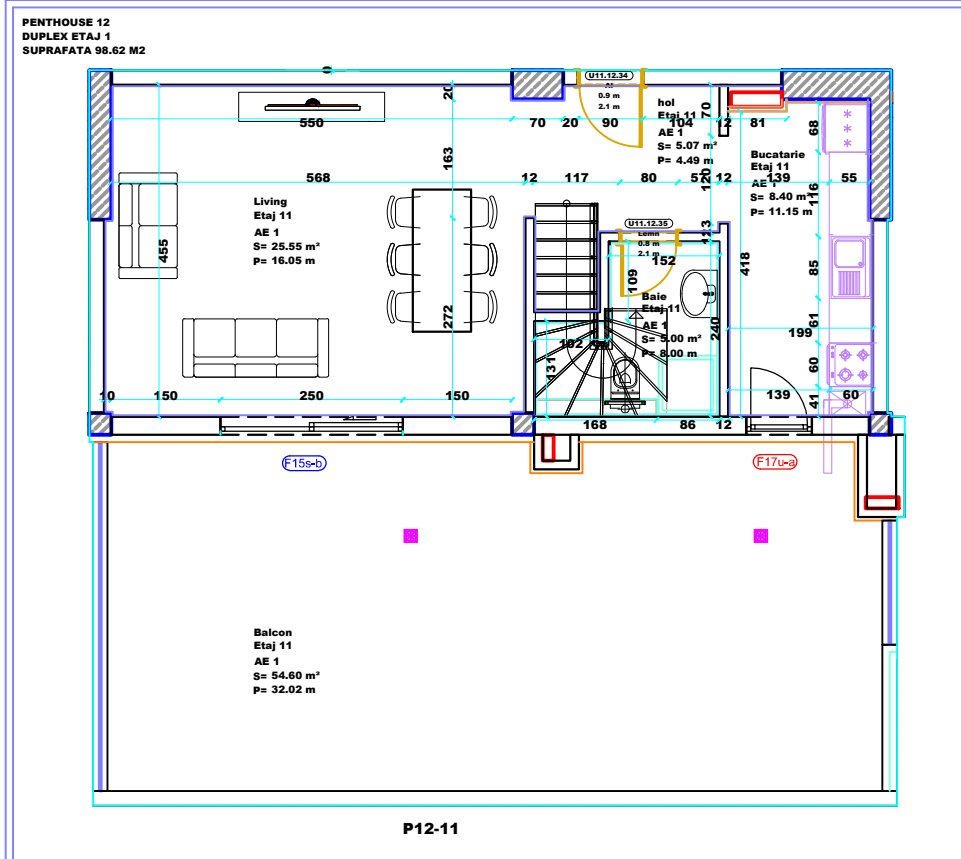 PENTHOUSE 12
DUPLEX ETAJ 1
SUPRAFATA 98.62 M2
U11.12.34
0.9 m
2.1 m
20
550
70
20
90
104
12
81
70
68
hol
Etaj 11
AE 1
S= 5.07 m²
P= 4.49 m
Bucatarie
Etaj 11
AE 1
S= 8.40 m²
P= 11.15 m
163
568
12
117
80
57
120
12
139
55
116
Living
Etaj 11
AE 1
S= 25.55 m²
P= 16.05 m
455
U11.12.35
Lemn
0.8 m
2.1 m
123
152
109
418
85
Baie
Etaj 11
AE 1
S= 5.00 m²
P= 8.00 m
240
272
61
199
102
131
60
10
150
250
150
139
60
41
168
86
12
F15s-b
F17u-a
Balcon
Etaj 11
AE 1
S= 54.60 m²
P= 32.02 m
P12-11